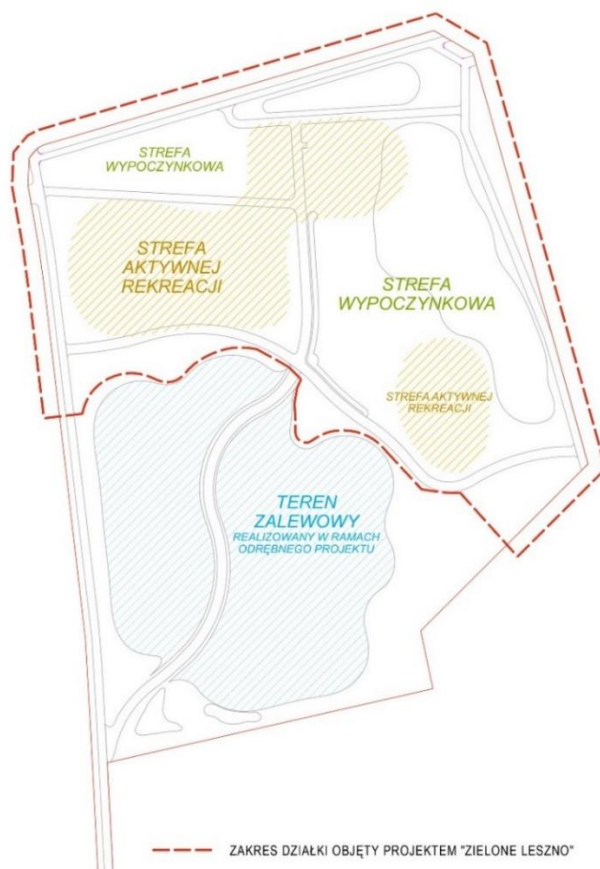 STREFA
WYPOCZYNKOWA
STREFA
AKTYWNEJ
REKREACJI
STREFA
WYPOCZYNKOWA
STREFA AKTYWNEJ
REKREACJI
TEREN
ZALEWOWY
REALIZOWANY W RAMACH
ODRĘBNEGO PROJEKTU
ZAKRES DZIAŁKI OBJĘTY PROJEKTEM "ZIELONE LESZNO"